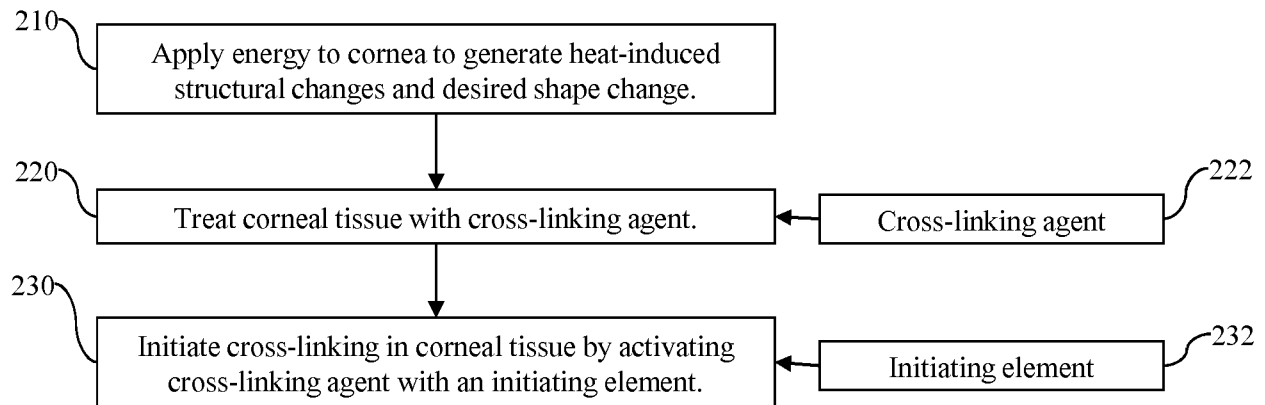 210
Apply energy to cornea to generate heat-induced
structural changes and desired shape change.
220
Treat corneal tissue with cross-linking agent.
222
Cross-linking agent
230
Initiate cross-linking in corneal tissue by activating
cross-linking agent with an initiating element.
232
Initiating element